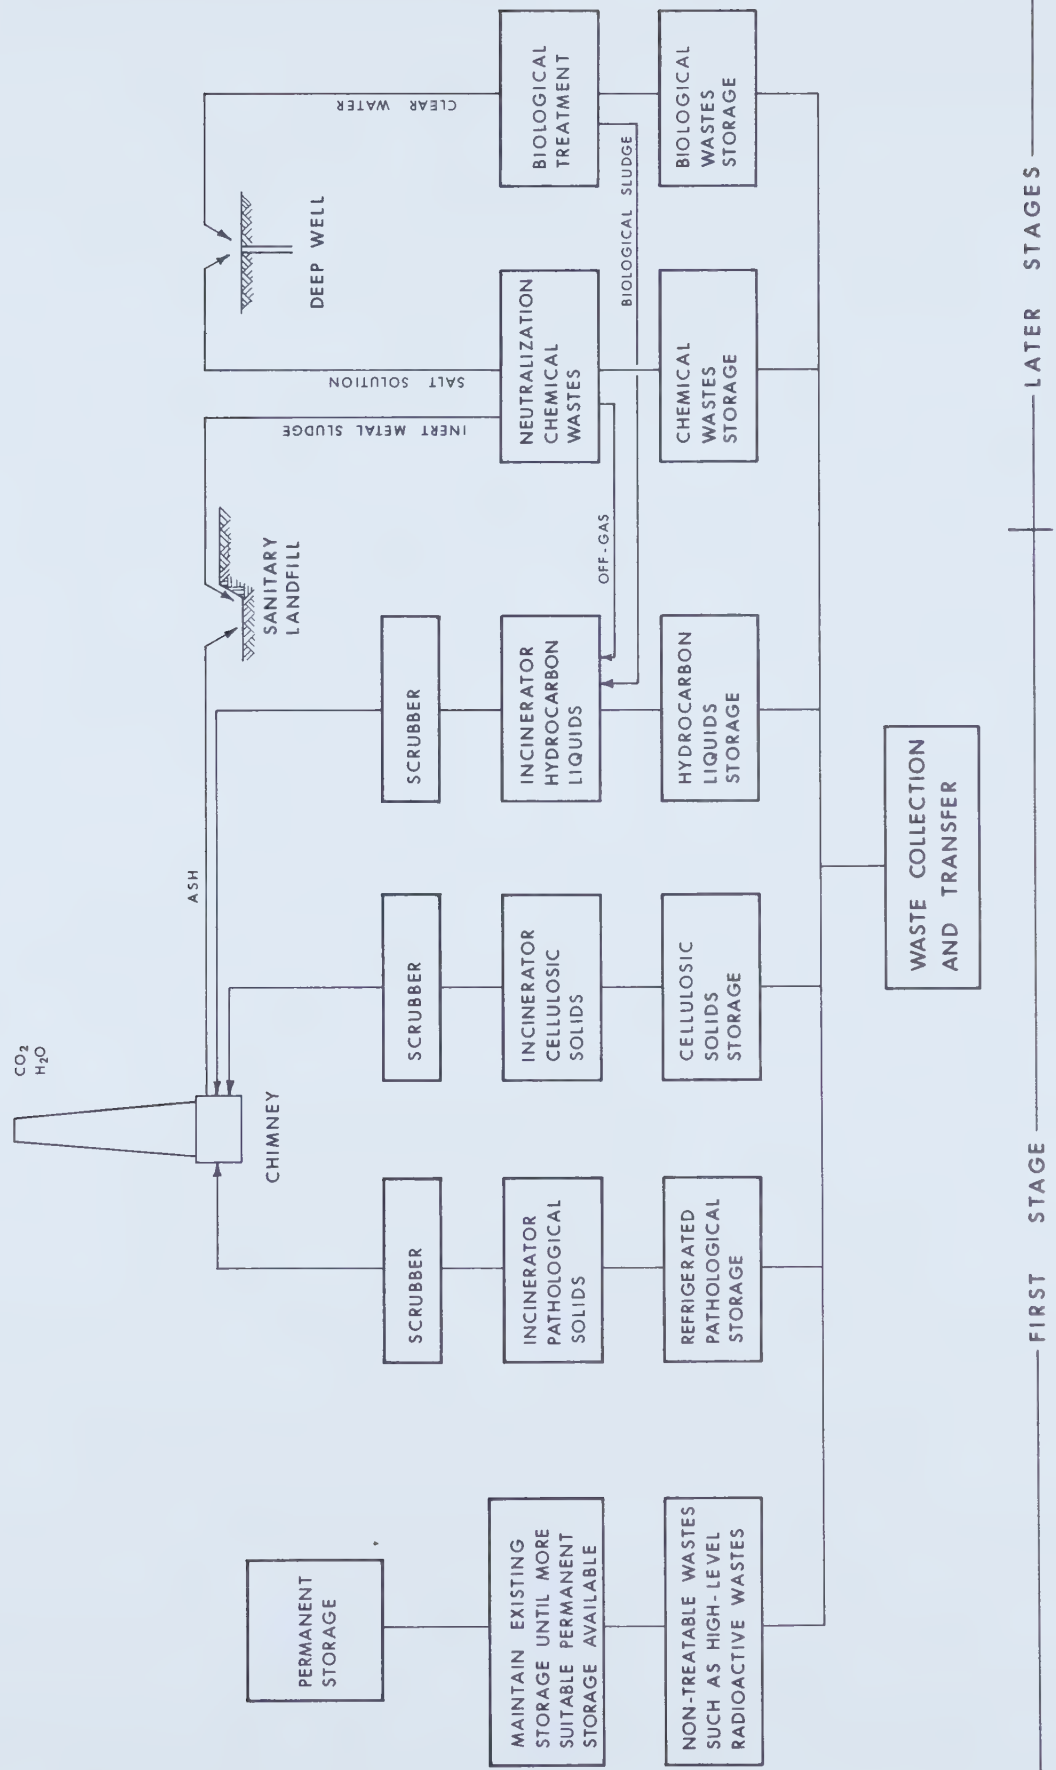 CO₂
H₂O
CHIMNEY
ASH
SANITARY
LANDFILL
INERT METAL SLUDGE
SALT SOLUTION
DEEP WELL
CLEAR WATER
PERMANENT
STORAGE
SCRUBBER
SCRUBBER
SCRUBBER
MAINTAIN EXISTING
STORAGE UNTIL MORE
SUITABLE PERMANENT
STORAGE AVAILABLE
INCINERATOR
PATHOLOGICAL
SOLIDS
INCINERATOR
CELLULOSIC
SOLIDS
INCINERATOR
HYDROCARBON
LIQUIDS
NEUTRALIZATION
CHEMICAL
WASTES
BIOLOGICAL
TREATMENT
OFF-GAS
BIOLOGICAL SLUDGE
NON-TREATABLE WASTES
SUCH AS HIGH-LEVEL
RADIOACTIVE WASTES
REFRIGERATED
PATHOLOGICAL
STORAGE
CELLULOSIC
SOLIDS
STORAGE
HYDROCARBON
LIQUIDS
STORAGE
CHEMICAL
WASTES
STORAGE
BIOLOGICAL
WASTES
STORAGE
WASTE COLLECTION
AND TRANSFER
FIRST STAGE
LATER STAGES